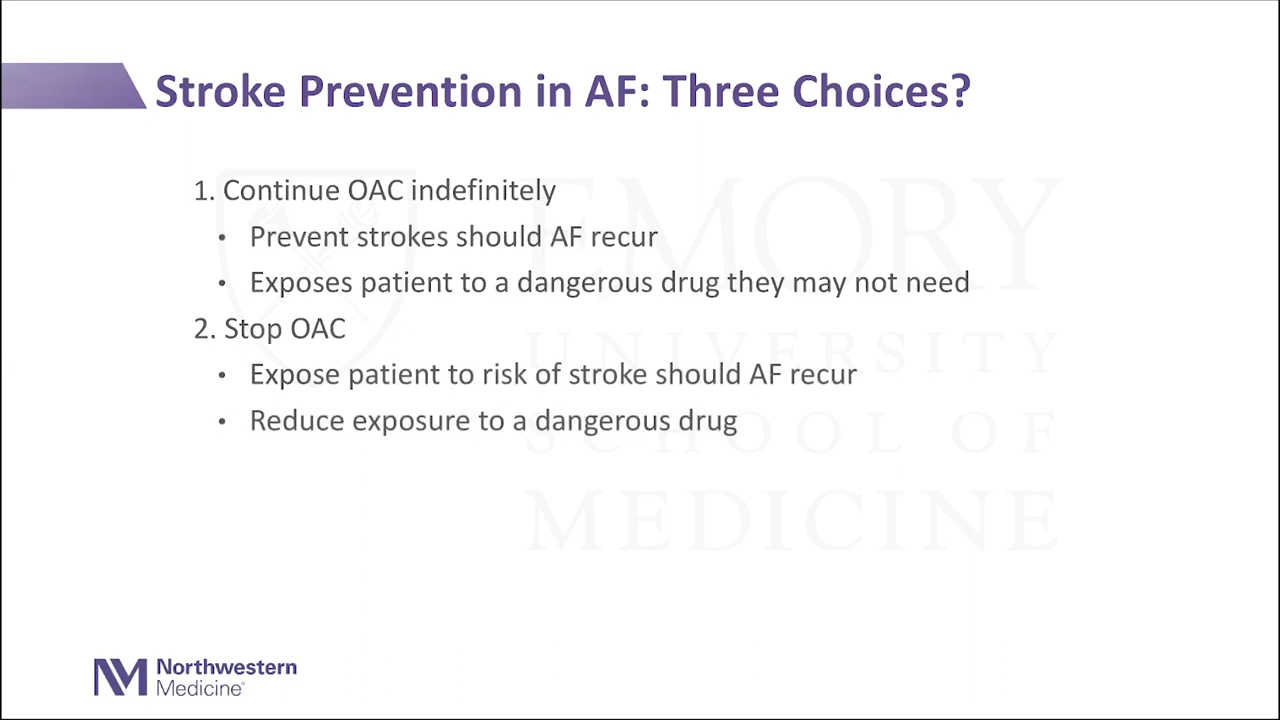 Stroke Prevention in AF: Three Choices?
1. Continue OAC indefinitely
• Prevent strokes should AF recur
• Exposes patient to a dangerous drug they may not need
2. Stop OAC
• Expose patient to risk of stroke should AF recur
• Reduce exposure to a dangerous drug
EMORY
UNIVERSITY
SCHOOL OF
MEDICINE
NM Northwestern
Medicine